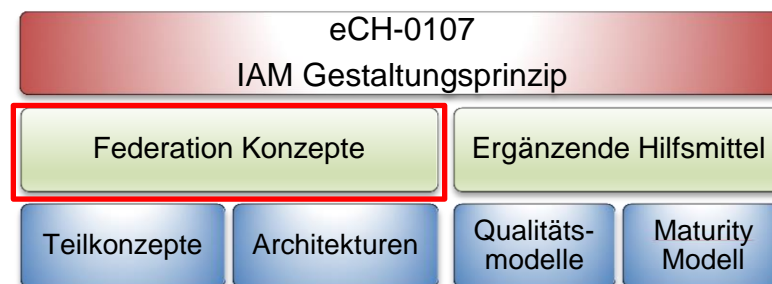 eCH-0107
IAM Gestaltungsprinzip
Federation Konzepte
Ergänzende Hilfsmittel
Teilkonzepte
Architekturen
Qualitäts-
modelle
Maturity
Modell